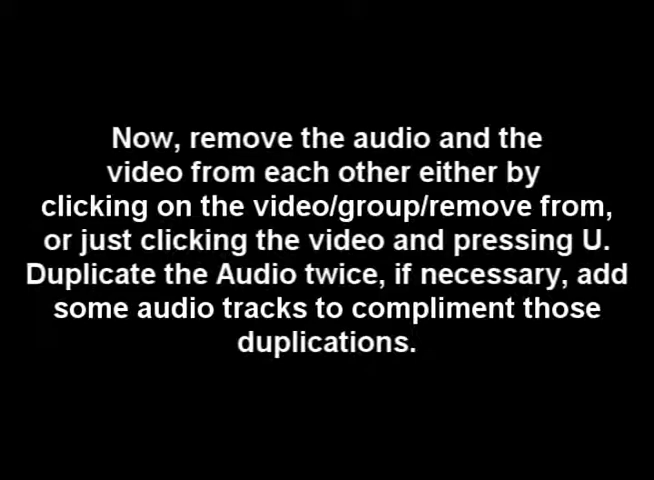 Now, remove the audio and the
video from each other either by
clicking on the video/group/remove from,
or just clicking the video and pressing U.
Duplicate the Audio twice, if necessary, add
some audio tracks to compliment those
duplications.